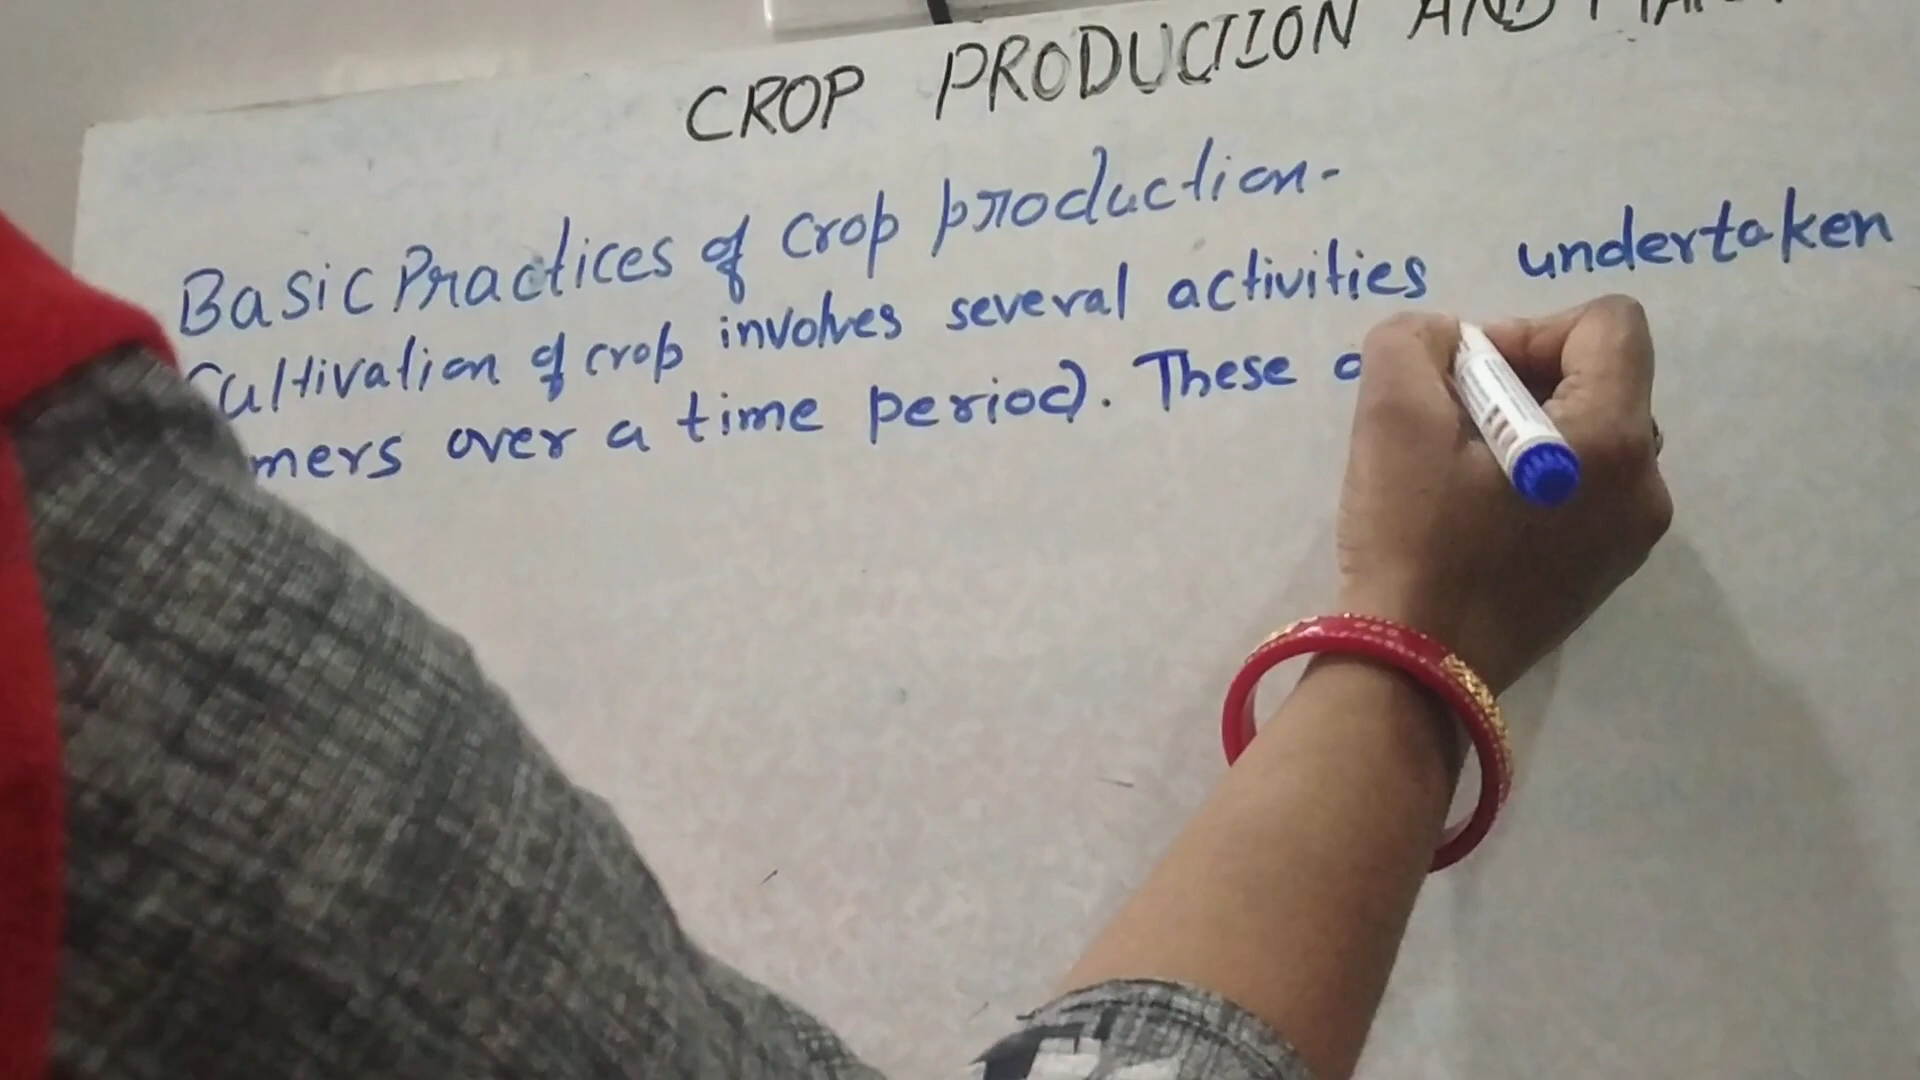 CROP PRODUCTION AND
Basic Practices of crop production-
Cultivation of crop involves several activities undertaken
mers over a time period. These